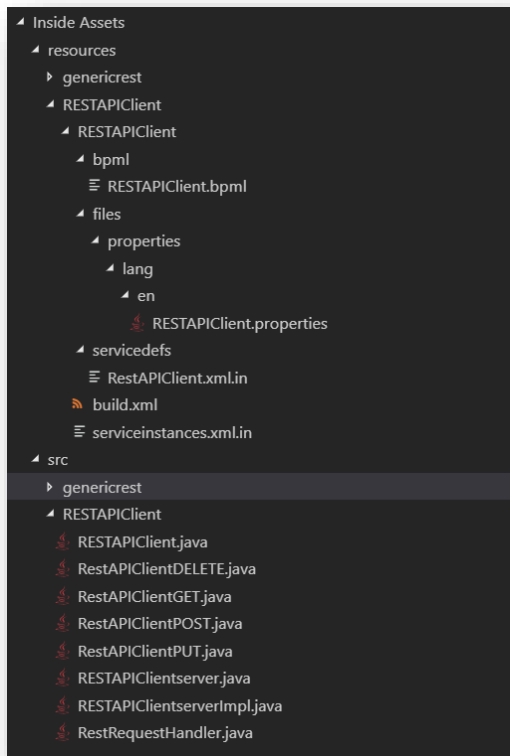 Inside Assets
resources
genericrest
RESTAPIClient
RESTAPIClient
bpml
RESTAPIClient.bpml
files
properties
lang
en
RESTAPIClient.properties
servicedefs
RestAPIClient.xml.in
build.xml
serviceinstances.xml.in
src
genericrest
RESTAPIClient
RESTAPIClient.java
RestAPIClientDELETE.java
RestAPIClientGET.java
RestAPIClientPOST.java
RestAPIClientPUT.java
RESTAPIClientserver.java
RESTAPIClientserverImpl.java
RestRequestHandler.java